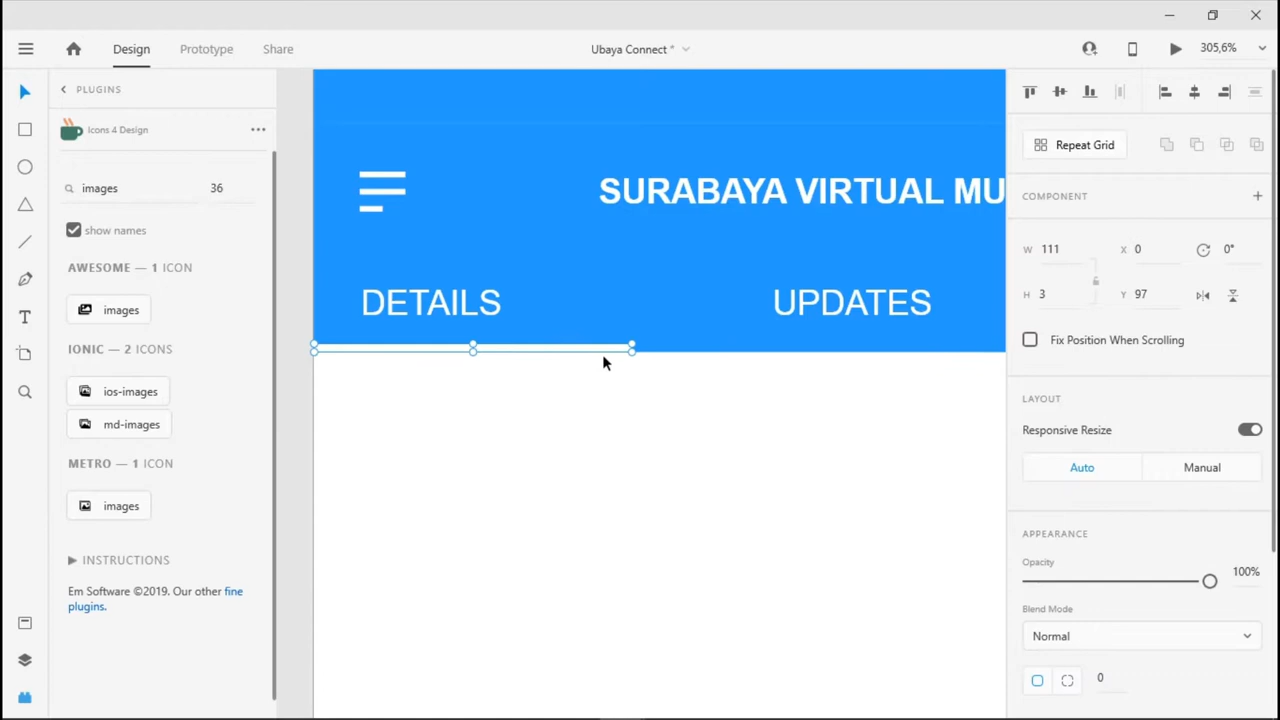 Design
Prototype
Share
Ubaya Connect *
305,6%
PLUGINS
Icons 4 Design
images
36
show names
AWESOME — 1 ICON
images
IONIC — 2 ICONS
ios-images
md-images
METRO — 1 ICON
images
INSTRUCTIONS
Em Software ©2019. Our other fine
plugins.
SURABAYA VIRTUAL MU
DETAILS
UPDATES
Repeat Grid
COMPONENT
W 111
X 0
0°
H 3
Y 97
Fix Position When Scrolling
LAYOUT
Responsive Resize
Auto
Manual
APPEARANCE
Opacity
100%
Blend Mode
Normal
0